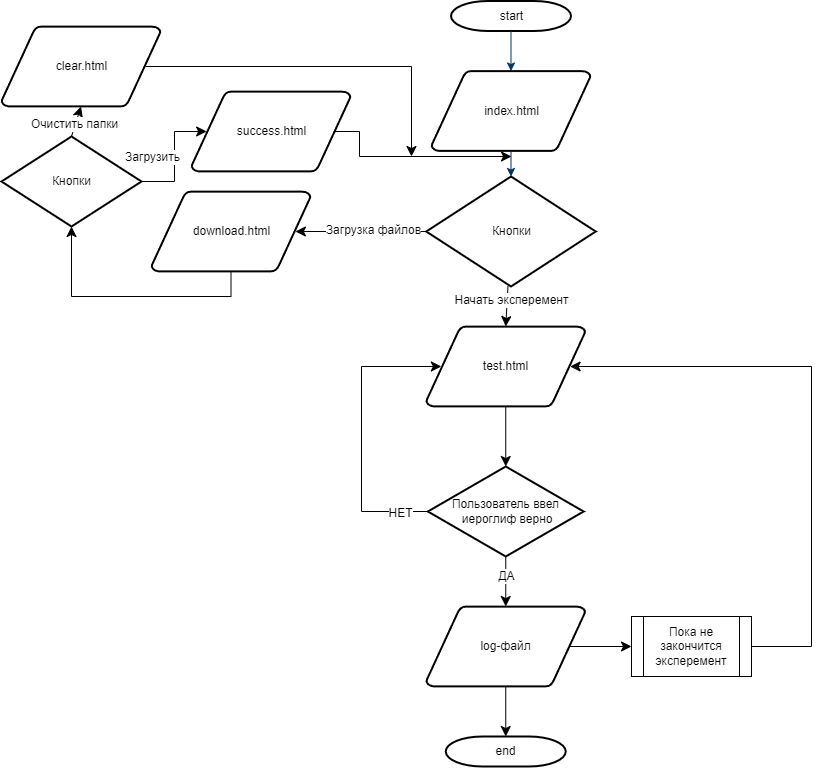 start
clear.html
index.html
Очистить папки
success.html
Загрузить
Кнопки
download.html
Загрузка файлов
Кнопки
Начать эксперемент
test.html
Пользователь ввел
иероглиф верно
НЕТ
ДА
log-файл
Пока не
закончится
эксперемент
end